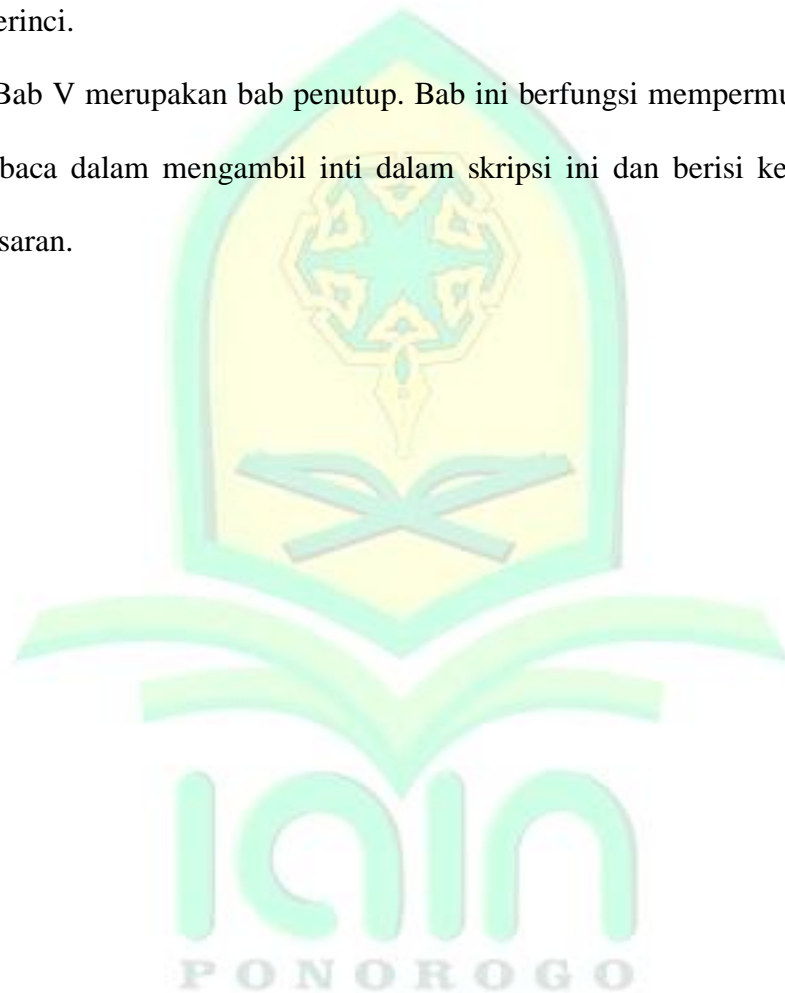 erinci.
Bab V merupakan bab penutup. Bab ini berfungsi mempermu
baca dalam mengambil inti dalam skripsi ini dan berisi ke
saran.
iain
PONOROGO